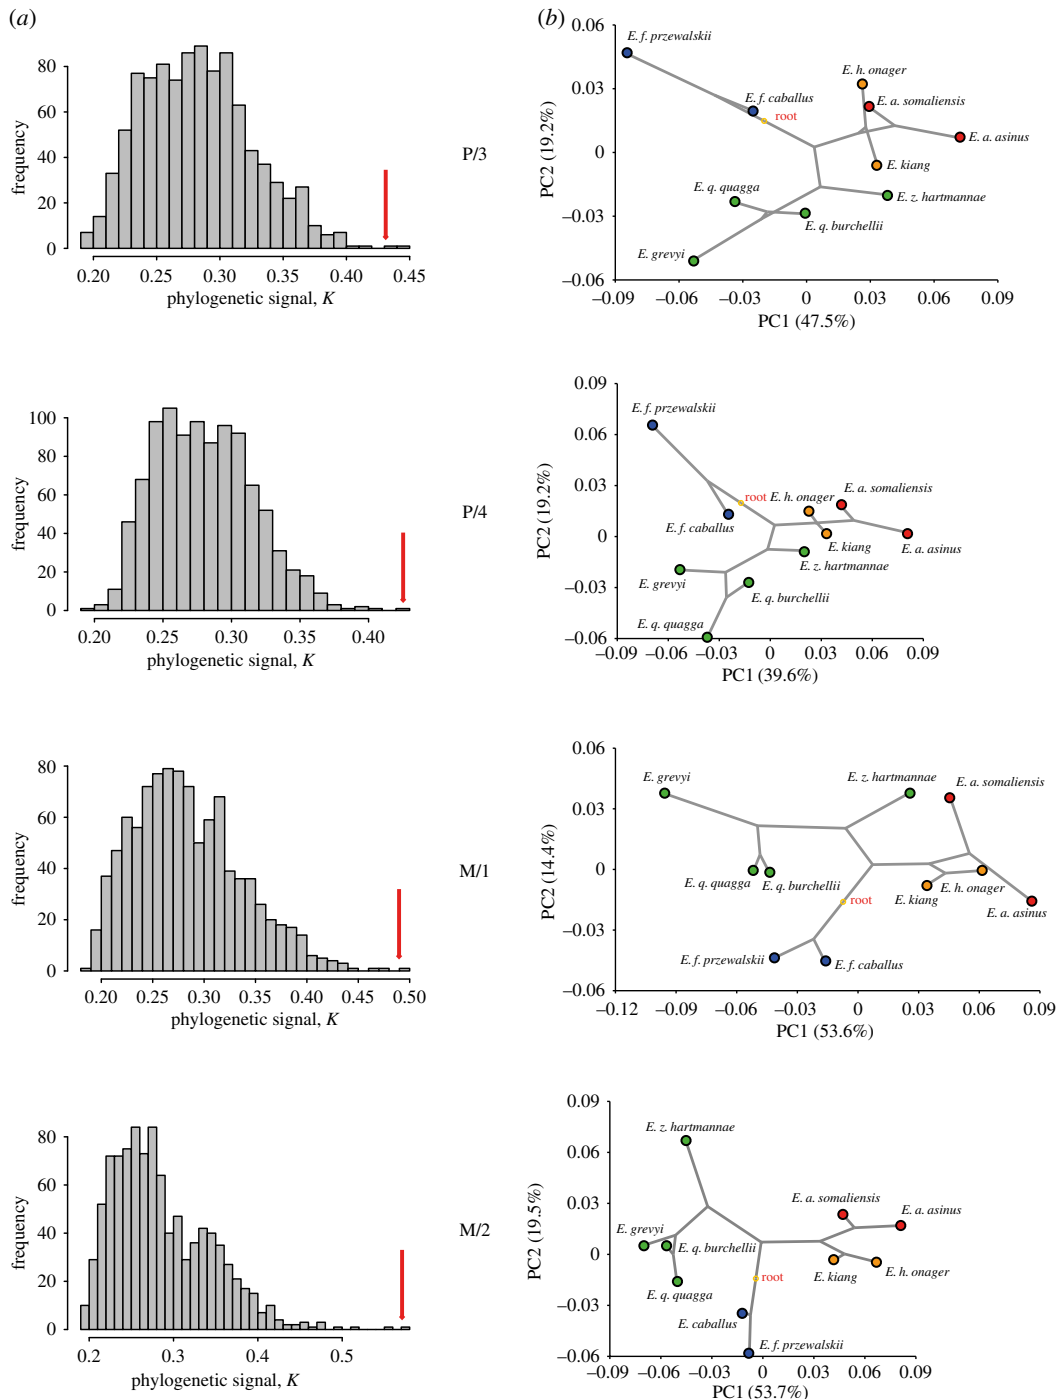 (a)
(b)
80
60
40
20
0
frequency
0.20
0.25
0.30
0.35
0.40
0.45
phylogenetic signal, K
P/3
0.06
0.03
0
–0.03
–0.06
PC2 (19.2%)
E. f. przewalskii
E. h. onager
E. f. caballus
E. a. somaliensis
root
E. a. asinus
E. kiang
E. q. quagga
E. z. hartmannae
E. q. burchellii
E. grevyi
–0.09
–0.06
–0.03
0
0.03
0.06
0.09
PC1 (47.5%)
100
80
60
40
20
0
frequency
0.20
0.25
0.30
0.35
0.40
phylogenetic signal, K
P/4
0.09
0.06
0.03
0
–0.03
–0.06
PC2 (19.2%)
E. f. przewalskii
root
E. h. onager
E. a. somaliensis
E. f. caballus
E. kiang
E. a. asinus
E. z. hartmannae
E. grevyi
E. q. burchellii
E. q. quagga
–0.09
–0.06
–0.03
0
0.03
0.06
0.09
PC1 (39.6%)
80
60
40
20
0
frequency
0.20
0.25
0.30
0.35
0.40
0.45
0.50
phylogenetic signal, K
M/1
0.06
0.03
0
–0.03
–0.06
PC2 (14.4%)
E. grevyi
E. z. hartmannae
E. a. somaliensis
E. q. quagga
E. q. burchellii
E. h. onager
E. kiang
root
E. a. asinus
E. f. przewalskii
E. f. caballus
–0.12
–0.09
–0.06
–0.03
0
0.03
0.06
0.09
PC1 (53.6%)
80
60
40
20
0
frequency
0.2
0.3
0.4
0.5
phylogenetic signal, K
M/2
0.09
0.06
0.03
0
–0.03
–0.06
PC2 (19.5%)
E. z. hartmannae
E. a. somaliensis
E. a. asinus
E. grevyi
E. q. burchellii
E. q. quagga
root
E. kiang
E. h. onager
E. caballus
E. f. przewalskii
–0.09
–0.06
–0.03
0
0.03
0.06
0.09
PC1 (53.7%)